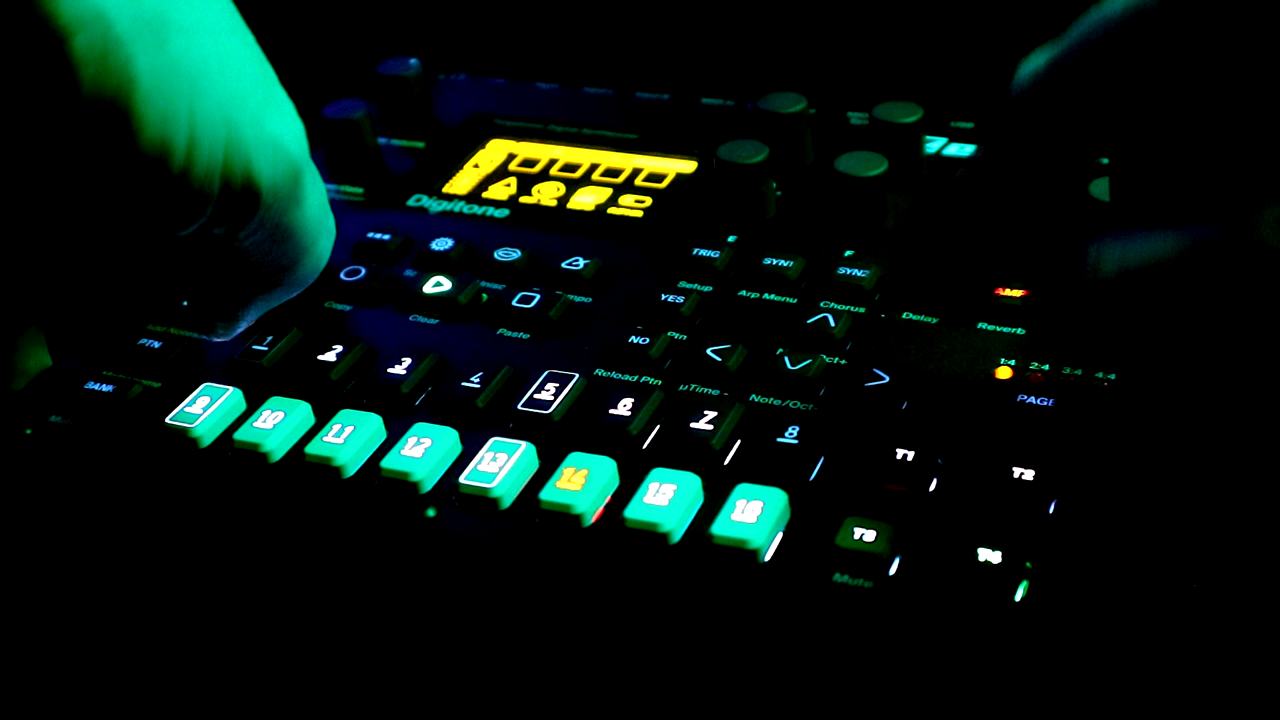 Digitone
TRIG
SYN1
SYN2
AMP
Setup
Arp Menu
Chorus
Delay
Reverb
YES
NO
Copy
Clear
Paste
1:4 2:4 3:4 4:4
PAGE
PTN
BANK
Reload Ptn
μTime -
Note/Oct-
1 2 3 4 5 6 7 8
9 10 11 12 13 14 15 16
T1 T2
T3 T4
Mute